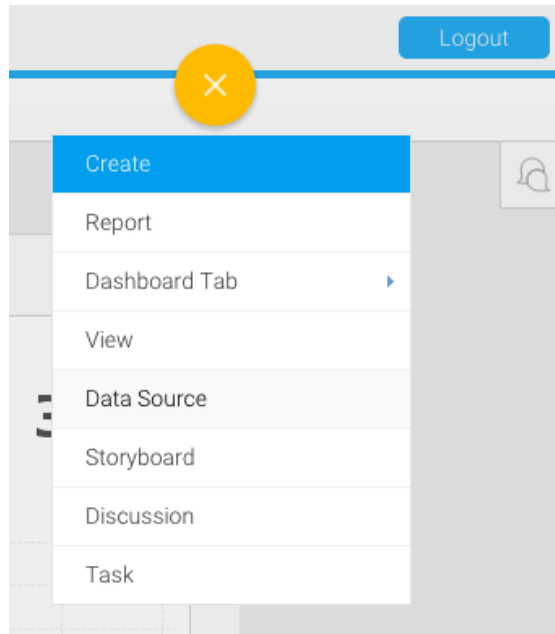 Logout
Create
Report
Dashboard Tab
View
Data Source
Storyboard
Discussion
Task